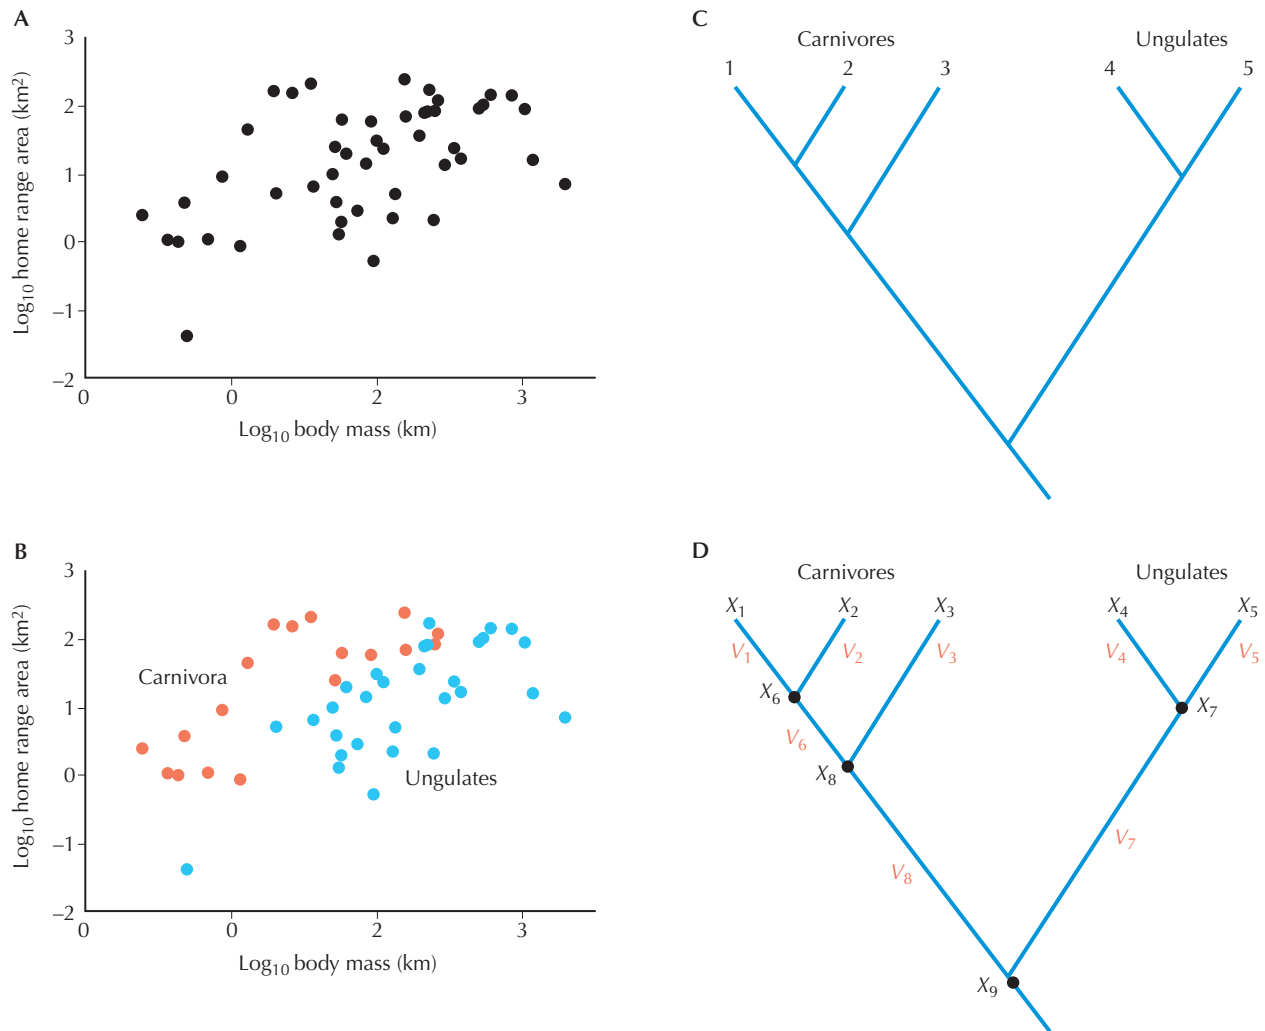 A
3
2
1
0
–1
–2
Log10 home range area (km2)
0 0 2 3
Log10 body mass (km)
C
Carnivores Ungulates
1 2 3 4 5
B
3
2
1
0
–1
–2
Log10 home range area (km2)
Carnivora
Ungulates
0 0 2 3
Log10 body mass (km)
D
Carnivores Ungulates
X1 X2 X3 X4 X5
V1 V2 V3 V4 V5
X6 X7
V6
X8
V7
V8
X9